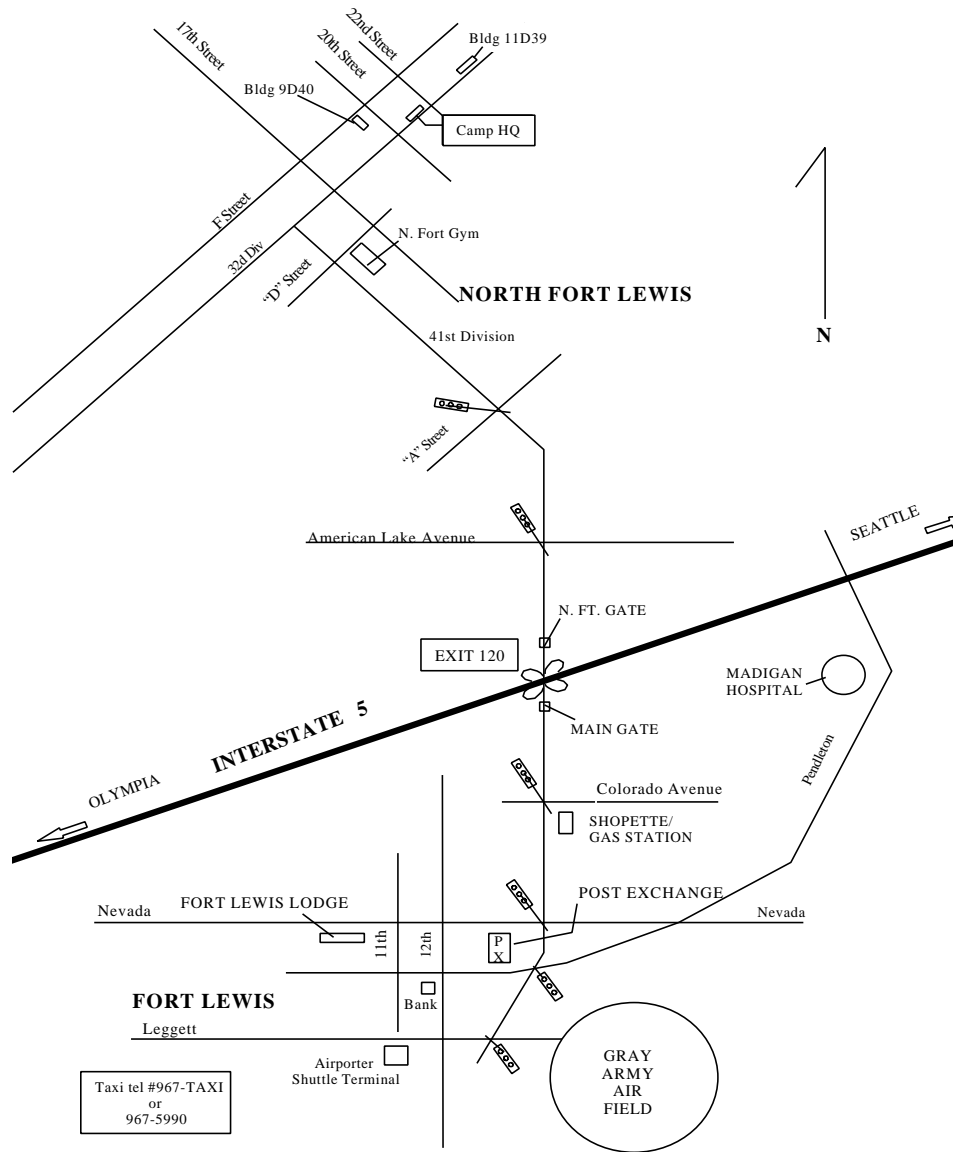 22nd Street
17th Street
20th Street
Bldg 11D39
Bldg 9D40
Camp HQ
F Street
N. Fort Gym
32d Div
“D” Street
NORTH FORT LEWIS
41st Division
N
“A” Street
SEATTLE
American Lake Avenue
N. FT. GATE
EXIT 120
MADIGAN
HOSPITAL
INTERSTATE 5
MAIN GATE
Pendleton
OLYMPIA
Colorado Avenue
SHOPETTE/
GAS STATION
FORT LEWIS LODGE
POST EXCHANGE
Nevada
Nevada
11th
12th
P
X
FORT LEWIS
Bank
Leggett
Airporter
Shuttle Terminal
GRAY
ARMY
AIR
FIELD
Taxi tel #967-TAXI
or
967-5990